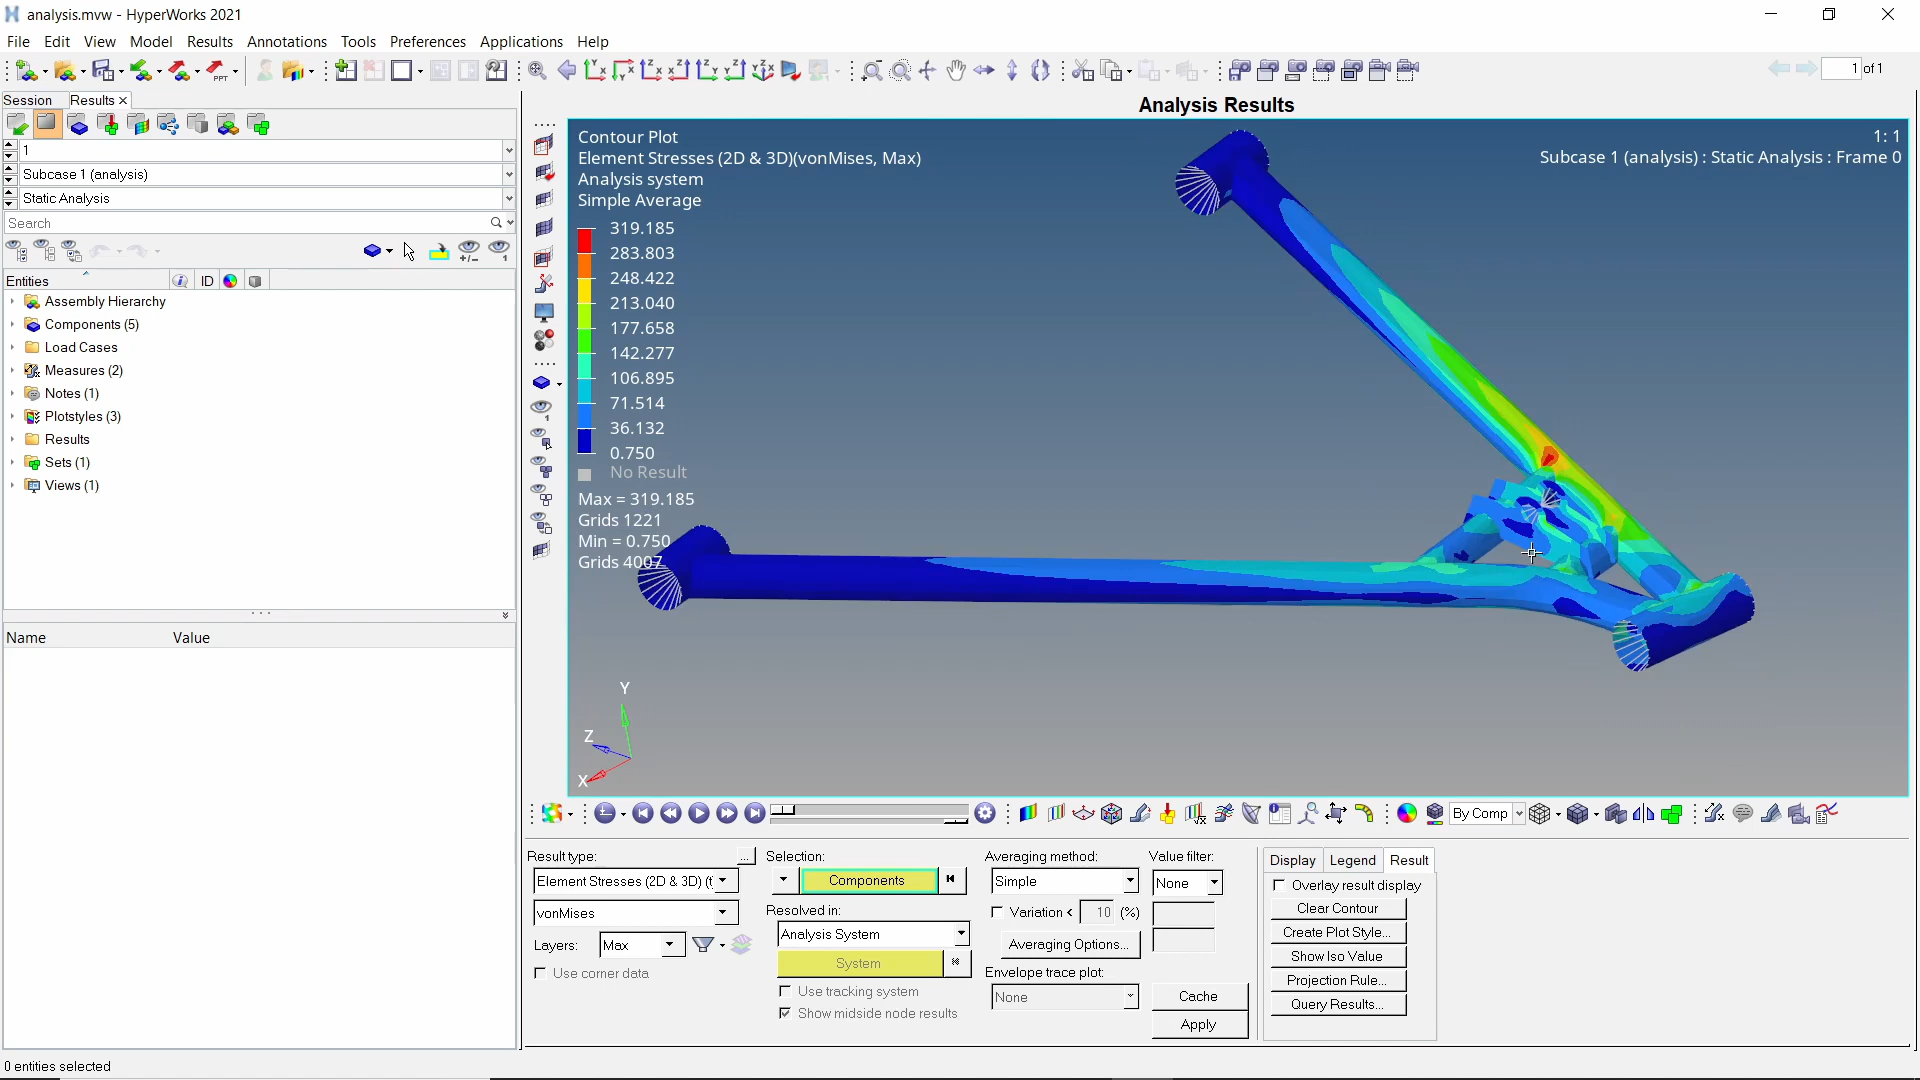 analysis.mvw - HyperWorks 2021
File Edit View Model Results Annotations Tools Preferences Applications Help
PPT
1 of 1
Session Results
1
Subcase 1 (analysis)
Static Analysis
Search
Entities ID
Assembly Hierarchy
Components (5)
Load Cases
Measures (2)
Notes (1)
Plotstyles (3)
Results
Sets (1)
Views (1)
Name Value
0 entities selected
Analysis Results
Contour Plot
Element Stresses (2D & 3D)(vonMises, Max)
Analysis system
Simple Average
319.185
283.803
248.422
213.040
177.658
142.277
106.895
71.514
36.132
0.750
No Result
Max = 319.185
Grids 1221
Min = 0.750
Grids 4007
1: 1
Subcase 1 (analysis) : Static Analysis : Frame 0
Y
Z
X
By Comp
Result type:
...
Element Stresses (2D & 3D) (t
vonMises
Layers: Max
Use corner data
Selection:
Components
Resolved in:
Analysis System
System
Use tracking system
Show midside node results
Averaging method:
Simple
Variation < 10 (%)
Averaging Options...
Envelope trace plot:
None
Value filter:
None
Cache
Apply
Display Legend Result
Overlay result display
Clear Contour
Create Plot Style...
Show Iso Value
Projection Rule...
Query Results...